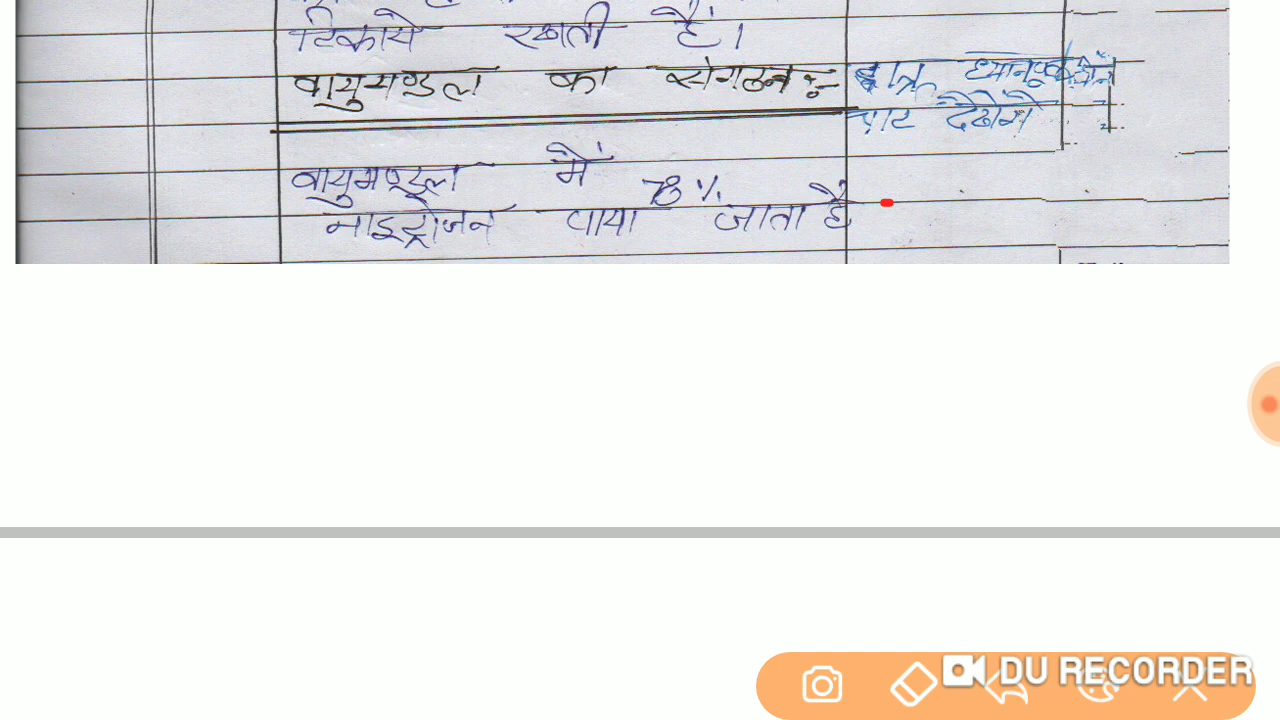 टिकाये रखती हैं।
वायुमण्डल का संगठन :- छात्र ध्यानपूर्वक
चार्ट देखेंगे
वायुमण्डल में 78%
नाइट्रोजन पाया जाता है
DU RECORDER